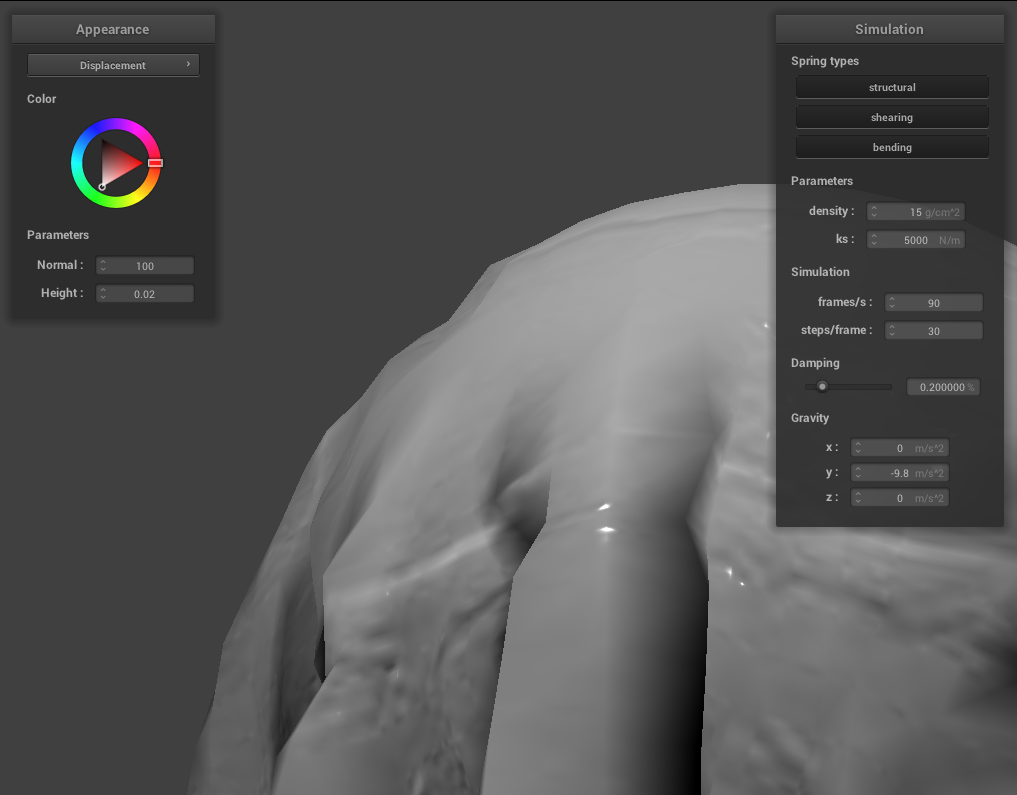 Appearance
Displacement
Color
Parameters
Normal : 100
Height : 0.02
Simulation
Spring types
structural
shearing
bending
Parameters
density : 15 g/cm^2
ks : 5000 N/m
Simulation
frames/s : 90
steps/frame : 30
Damping
0.200000 %
Gravity
x : 0 m/s^2
y : -9.8 m/s^2
z : 0 m/s^2